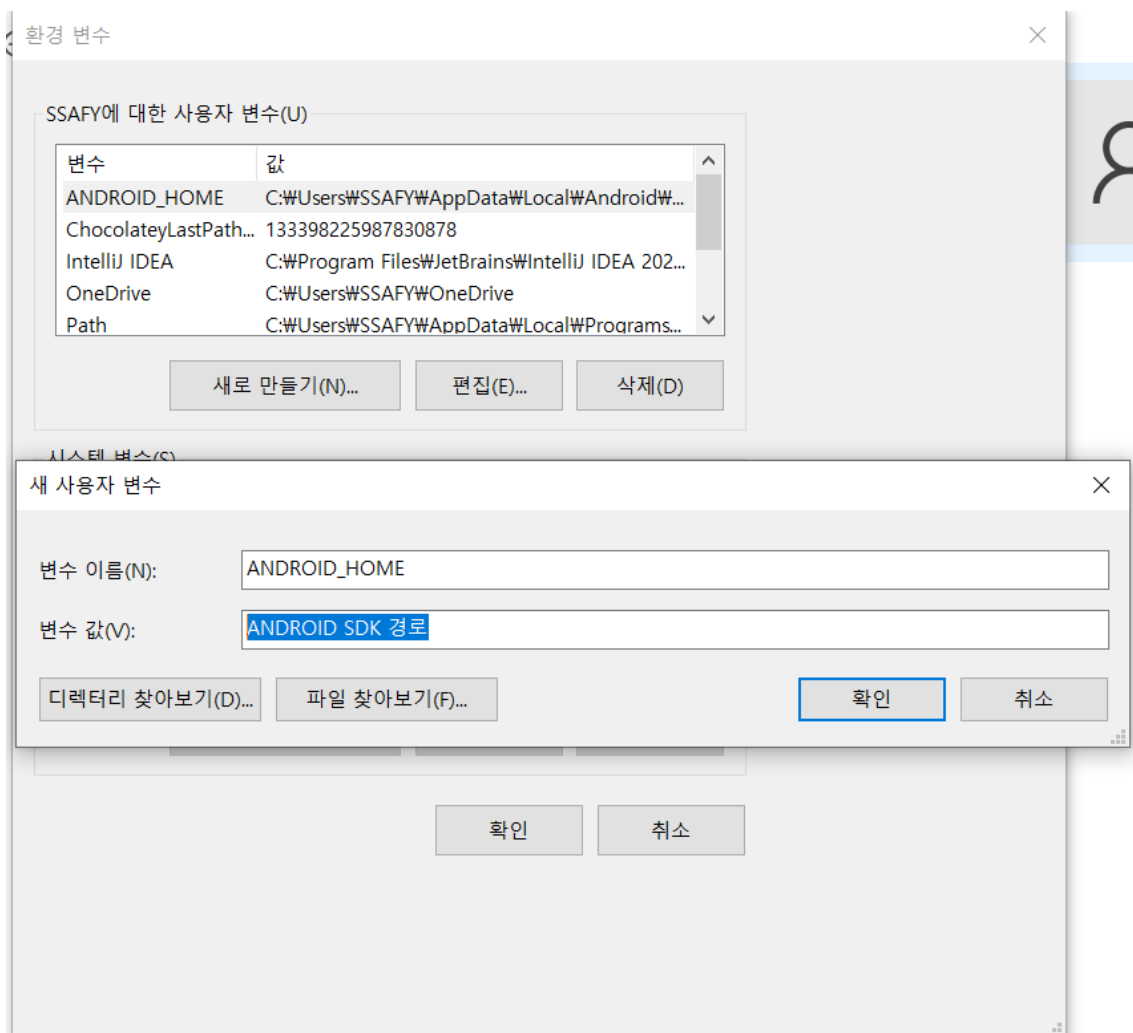 환경 변수
SSAFY에 대한 사용자 변수(U)
변수 값
ANDROID_HOME C:₩Users₩SSAFY₩AppData₩Local₩Android₩...
ChocolateyLastPath... 133398225987830878
IntelliJ IDEA C:₩Program Files₩JetBrains₩IntelliJ IDEA 202...
OneDrive C:₩Users₩SSAFY₩OneDrive
Path C:₩Users₩SSAFY₩AppData₩Local₩Programs...
새로 만들기(N)... 편집(E)... 삭제(D)
시스템 변수(S)
새 사용자 변수
변수 이름(N): ANDROID_HOME
변수 값(V): ANDROID SDK 경로
디렉터리 찾아보기(D)... 파일 찾아보기(F)... 확인 취소
확인 취소